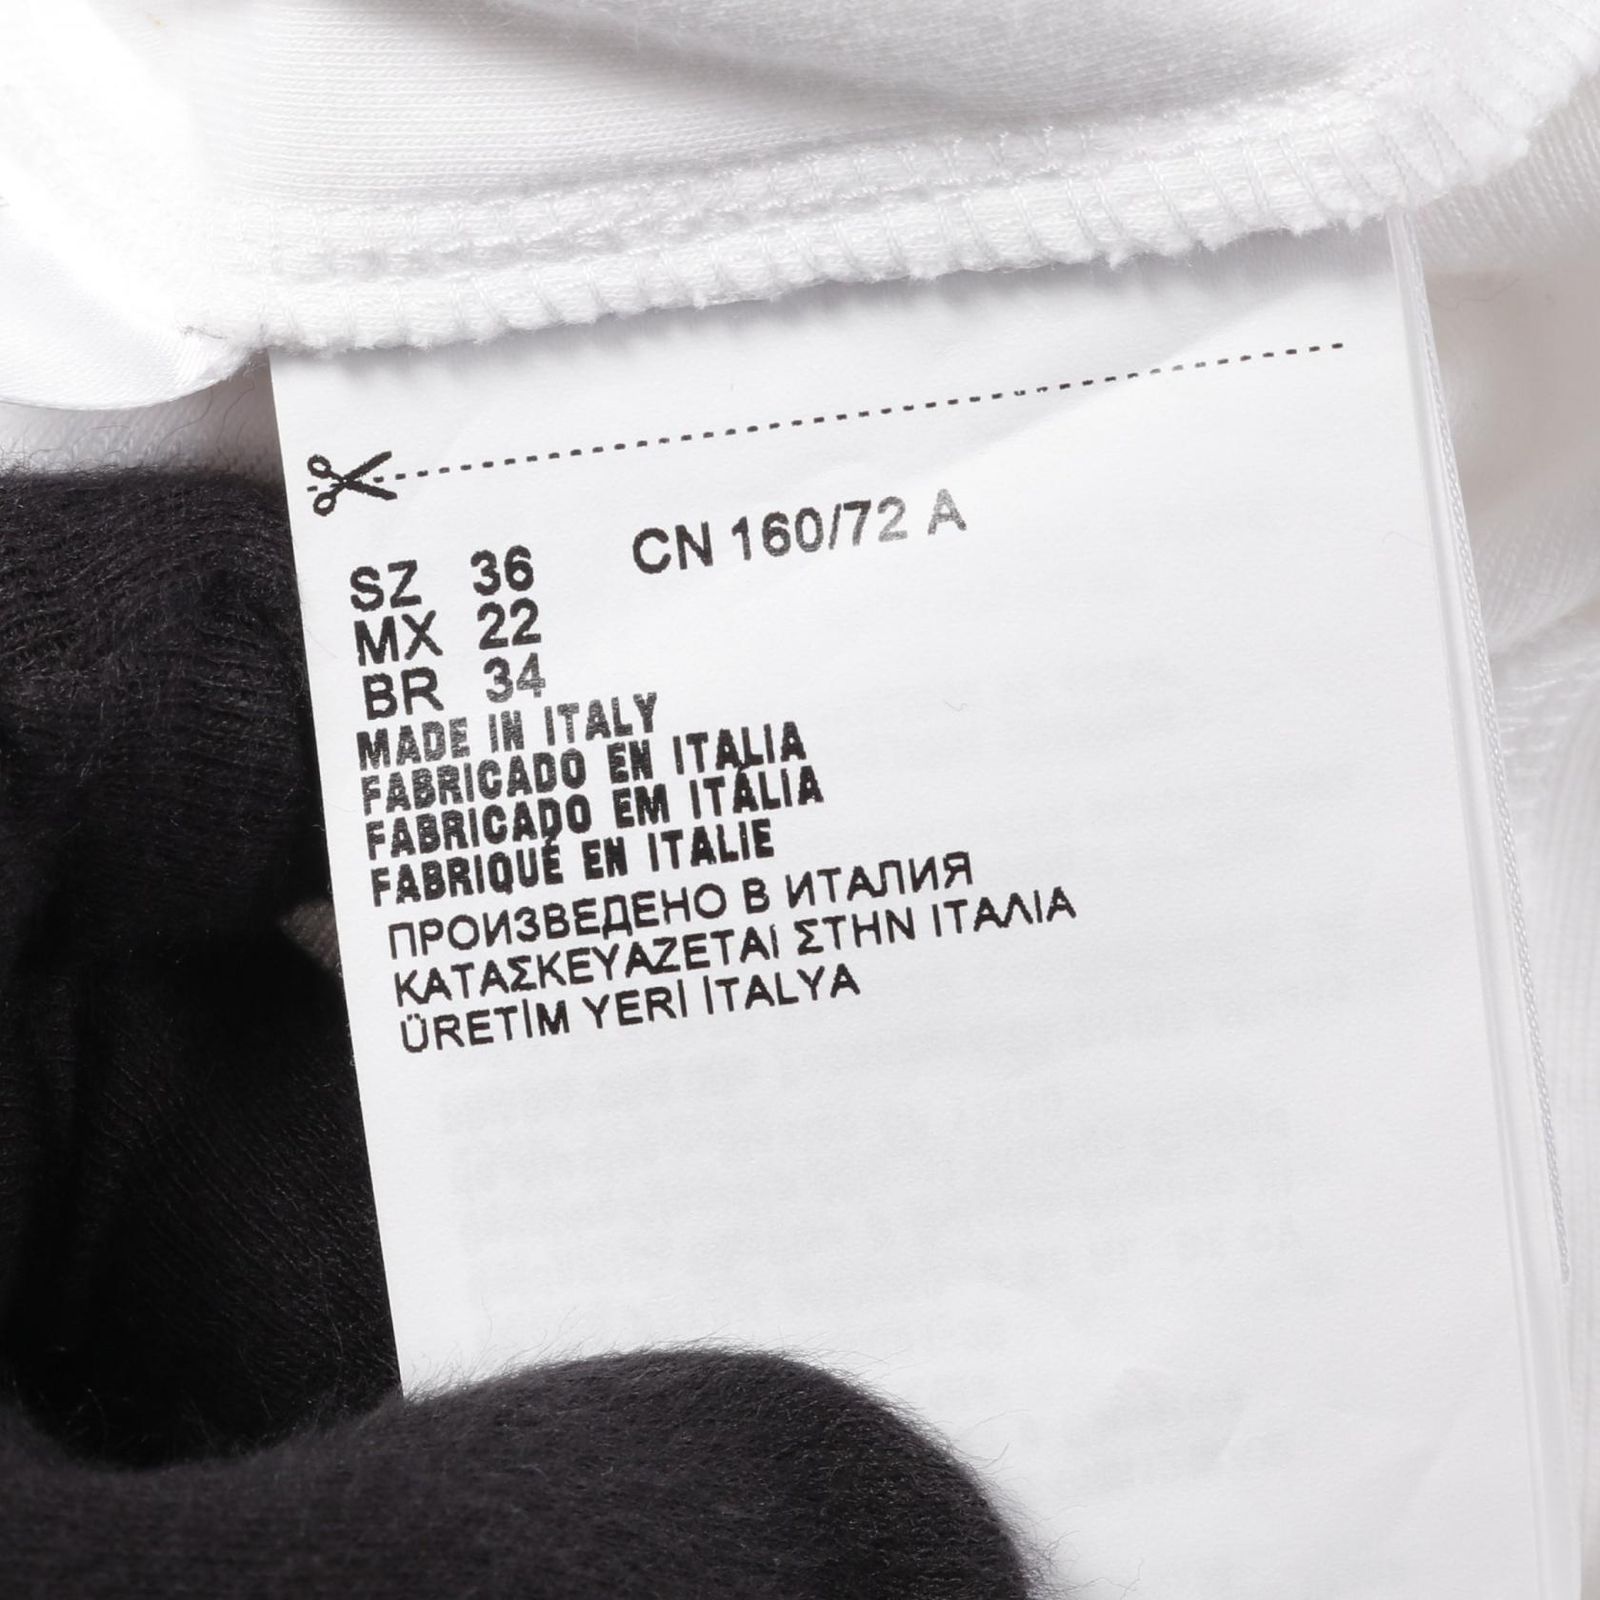 SZ 36 CN 160/72 A
MX 22
BR 34
MADE IN ITALY
FABRICADO EN ITALIA
FABRICADO EM ITÁLIA
FABRIQUÉ EN ITALIE
ПРОИЗВЕДЕНО В ИТАЛИЯ
ΚΑΤΑΣΚΕΥΑΖΕΤΑΙ ΣΤΗΝ ΙΤΑΛΙΑ
ÜRETİM YERİ İTALYA